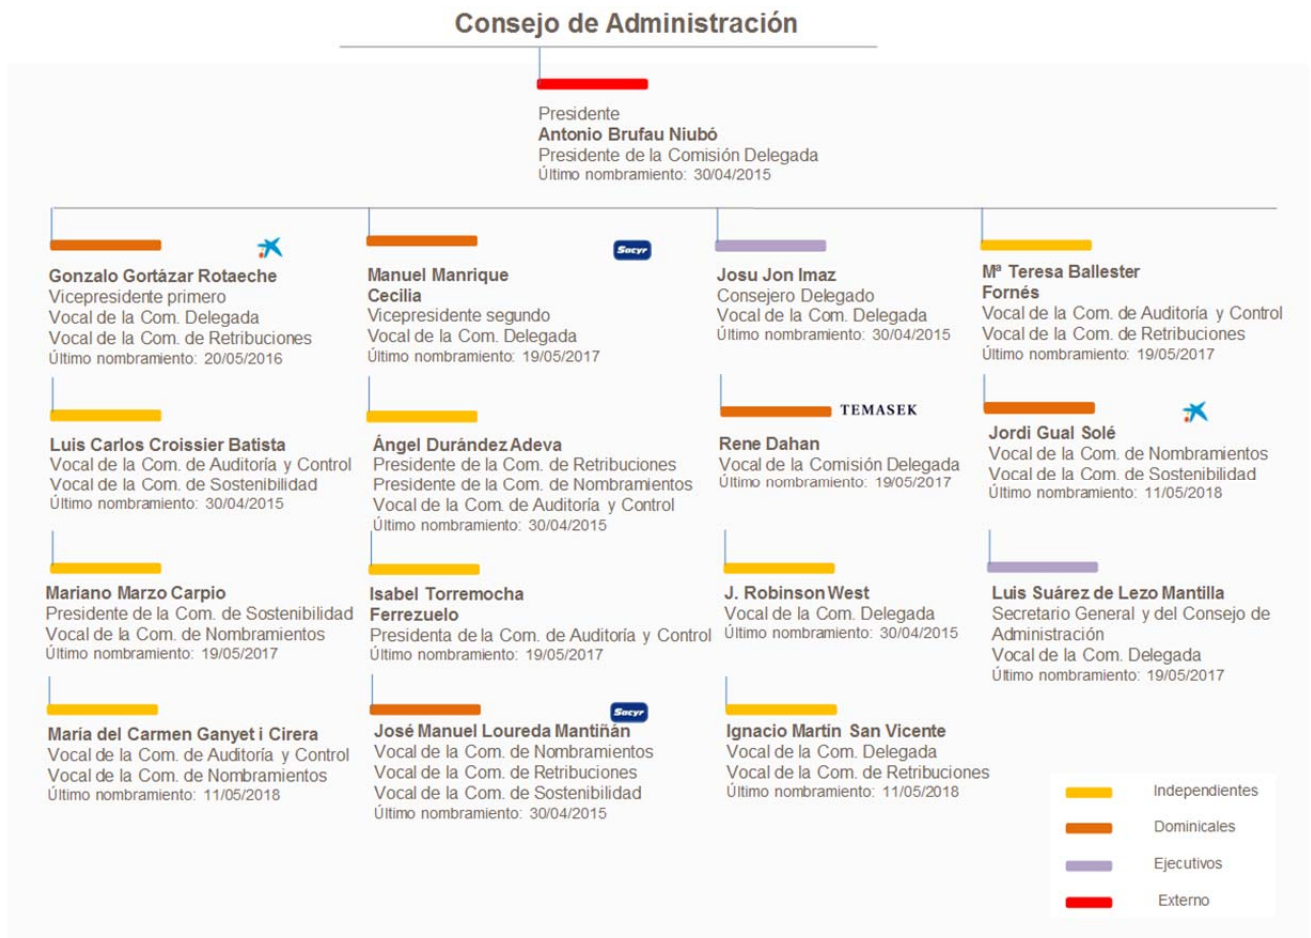 Consejo de Administración
Presidente
Antonio Brufau Niubó
Presidente de la Comisión Delegada
Último nombramiento: 30/04/2015
Gonzalo Gortázar Rotaeche
Vicepresidente primero
Vocal de la Com. Delegada
Vocal de la Com. de Retribuciones
Último nombramiento: 20/05/2016
Sacyr
Manuel Manrique
Cecilia
Vicepresidente segundo
Vocal de la Com. Delegada
Último nombramiento: 19/05/2017
Josu Jon Imaz
Consejero Delegado
Vocal de la Com. Delegada
Último nombramiento: 30/04/2015
Mª Teresa Ballester
Fornés
Vocal de la Com. de Auditoría y Control
Vocal de la Com. de Retribuciones
Último nombramiento: 19/05/2017
Luis Carlos Croissier Batista
Vocal de la Com. de Auditoría y Control
Vocal de la Com. de Sostenibilidad
Último nombramiento: 30/04/2015
Ángel Durández Adeva
Presidente de la Com. de Retribuciones
Presidente de la Com. de Nombramientos
Vocal de la Com. de Auditoría y Control
Último nombramiento: 30/04/2015
TEMASEK
Rene Dahan
Vocal de la Comisión Delegada
Último nombramiento: 19/05/2017
Jordi Gual Solé
Vocal de la Com. de Nombramientos
Vocal de la Com. de Sostenibilidad
Último nombramiento: 11/05/2018
Mariano Marzo Carpio
Presidente de la Com. de Sostenibilidad
Vocal de la Com. de Nombramientos
Último nombramiento: 19/05/2017
Isabel Torremocha
Ferrezuelo
Presidenta de la Com. de Auditoría y Control
Último nombramiento: 19/05/2017
J. Robinson West
Vocal de la Com. Delegada
Último nombramiento: 30/04/2015
Luis Suárez de Lezo Mantilla
Secretario General y del Consejo de
Administración
Vocal de la Com. Delegada
Último nombramiento: 19/05/2017
María del Carmen Ganyet i Cirera
Vocal de la Com. de Auditoría y Control
Vocal de la Com. de Nombramientos
Último nombramiento: 11/05/2018
Sacyr
José Manuel Loureda Mantiñán
Vocal de la Com. de Nombramientos
Vocal de la Com. de Retribuciones
Vocal de la Com. de Sostenibilidad
Último nombramiento: 30/04/2015
Ignacio Martín San Vicente
Vocal de la Com. Delegada
Vocal de la Com. de Retribuciones
Último nombramiento: 11/05/2018
Independientes
Dominicales
Ejecutivos
Externo